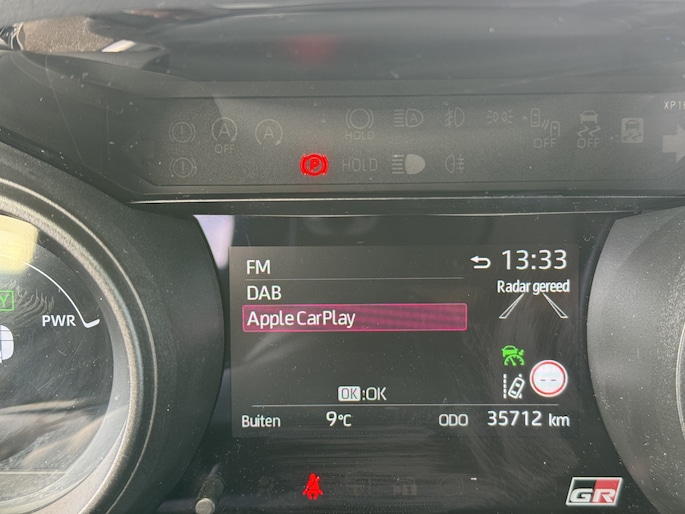 XP16
A A
OFF HOLD A OFF OFF
P HOLD
FM 13:33
DAB Radar gereed
Apple CarPlay
Y PWR
OK:OK --
Buiten 9°C ODO 35712 km
GR